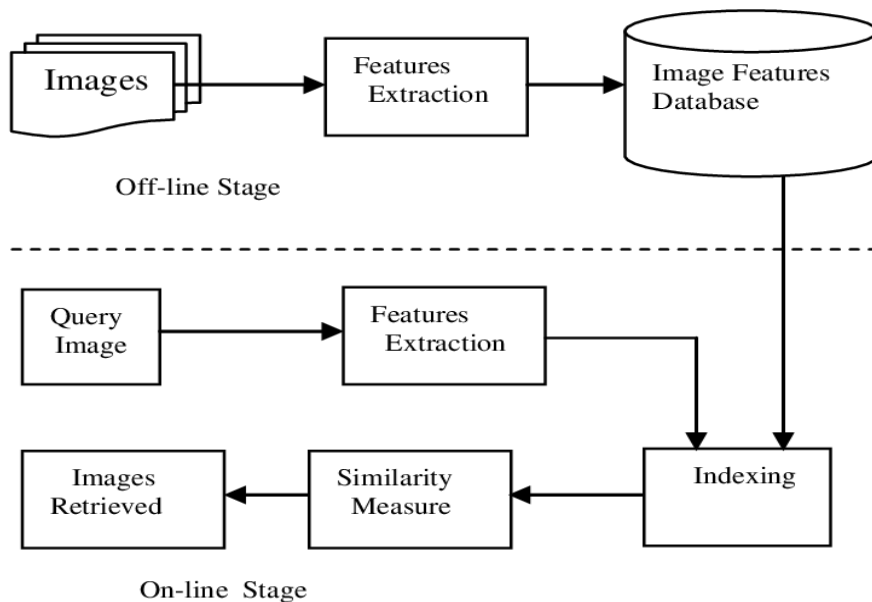 Images
Features
Extraction
Image Features
Database
Off-line Stage
Query
Image
Features
Extraction
Images
Retrieved
Similarity
Measure
Indexing
On-line Stage